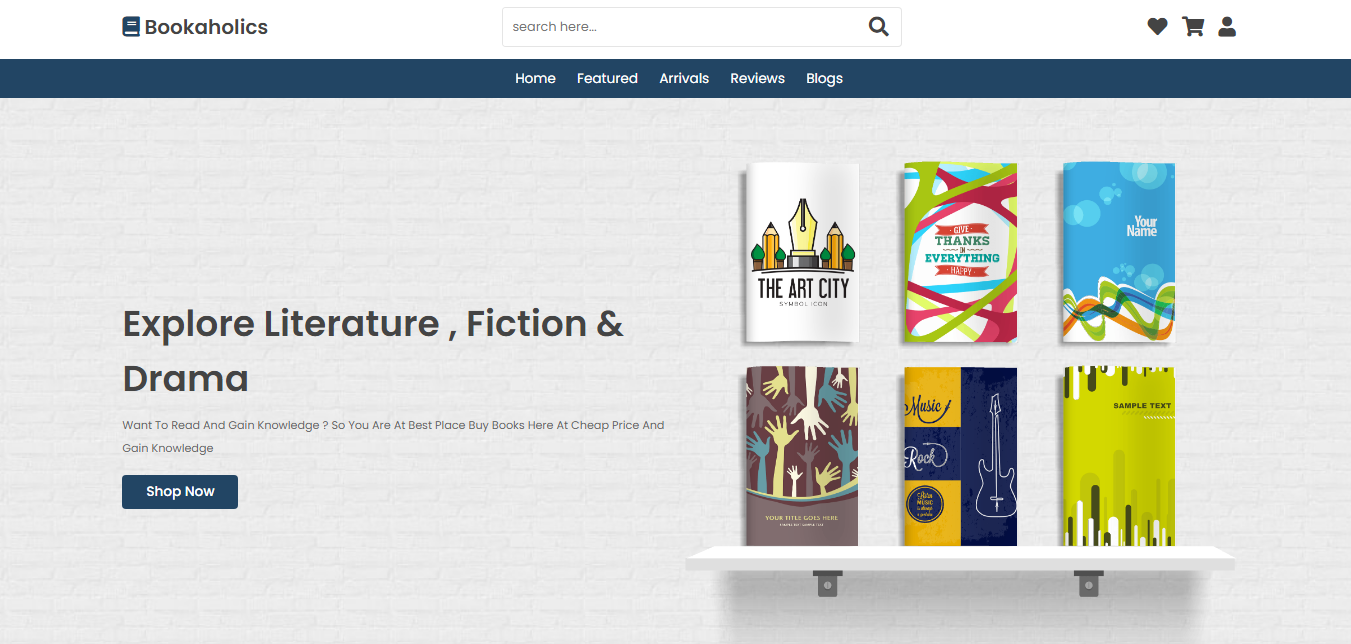 Bookaholics
search here...
Home Featured Arrivals Reviews Blogs
Explore Literature , Fiction &
Drama
Want To Read And Gain Knowledge ? So You Are At Best Place Buy Books Here At Cheap Price And
Gain Knowledge
Shop Now
THE ART CITY
SYMBOL ICON
GIVE
THANKS
IN
EVERYTHING
HAPPY
Your
Name
YOUR TITLE GOES HERE
Music
Rock
MUSIC
SAMPLE TEXT